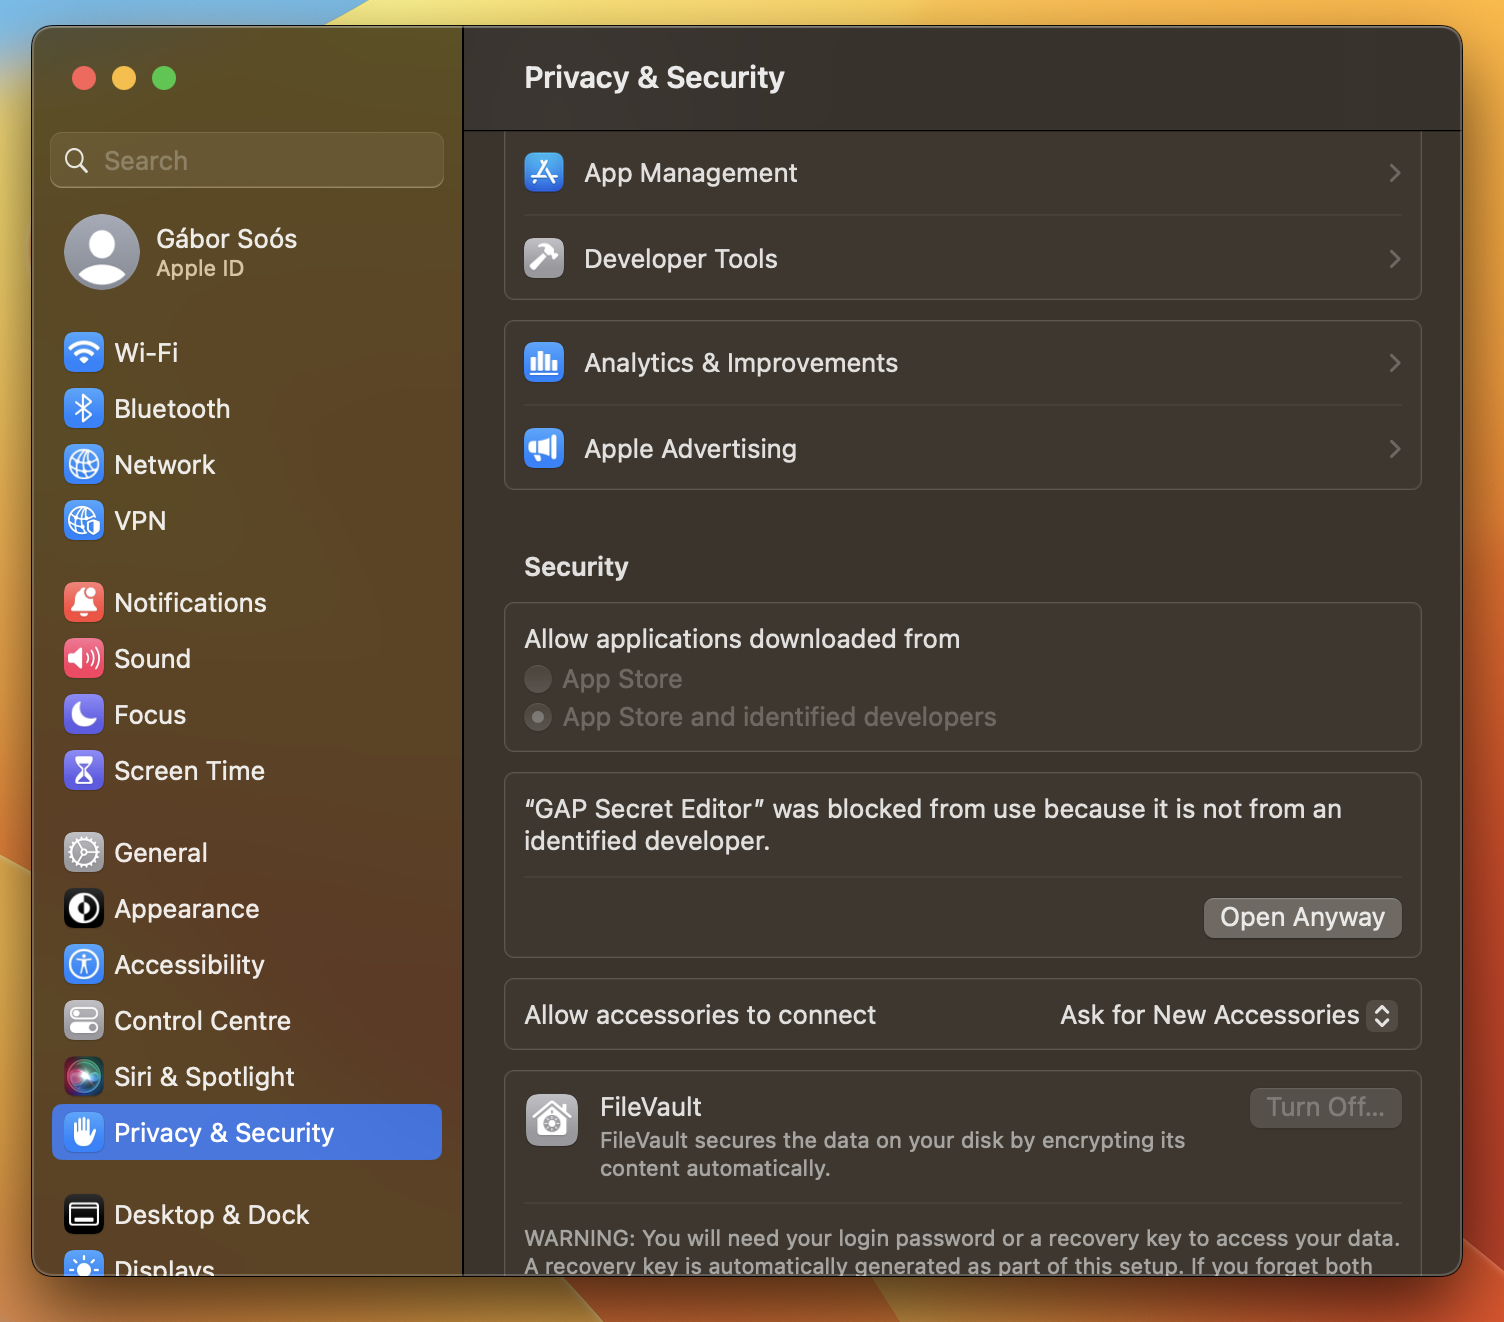 Privacy & Security
Search
Gábor Soós
Apple ID
Wi-Fi
Bluetooth
Network
VPN
Notifications
Sound
Focus
Screen Time
General
Appearance
Accessibility
Control Centre
Siri & Spotlight
Privacy & Security
Desktop & Dock
Displays
App Management
Developer Tools
Analytics & Improvements
Apple Advertising
Security
Allow applications downloaded from
App Store
App Store and identified developers
“GAP Secret Editor” was blocked from use because it is not from an
identified developer.
Open Anyway
Allow accessories to connect
Ask for New Accessories
FileVault
Turn Off...
FileVault secures the data on your disk by encrypting its
content automatically.
WARNING: You will need your login password or a recovery key to access your data.
A recovery key is automatically generated as part of this setup. If you forget both